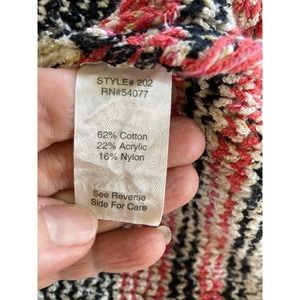 STYLE# 202
RN#54077
62% Cotton
22% Acrylic
16% Nylon
See Reverse
Side For Care